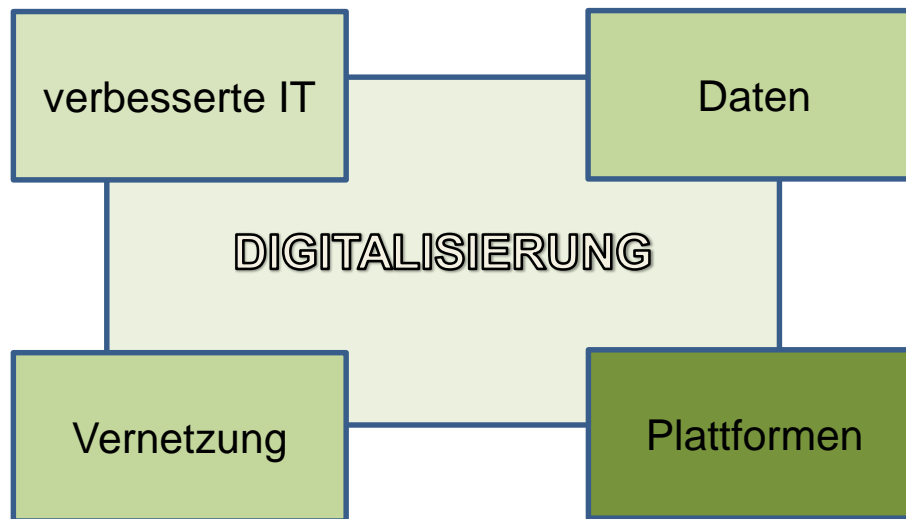 verbesserte IT
Daten
DIGITALISIERUNG
Vernetzung
Plattformen